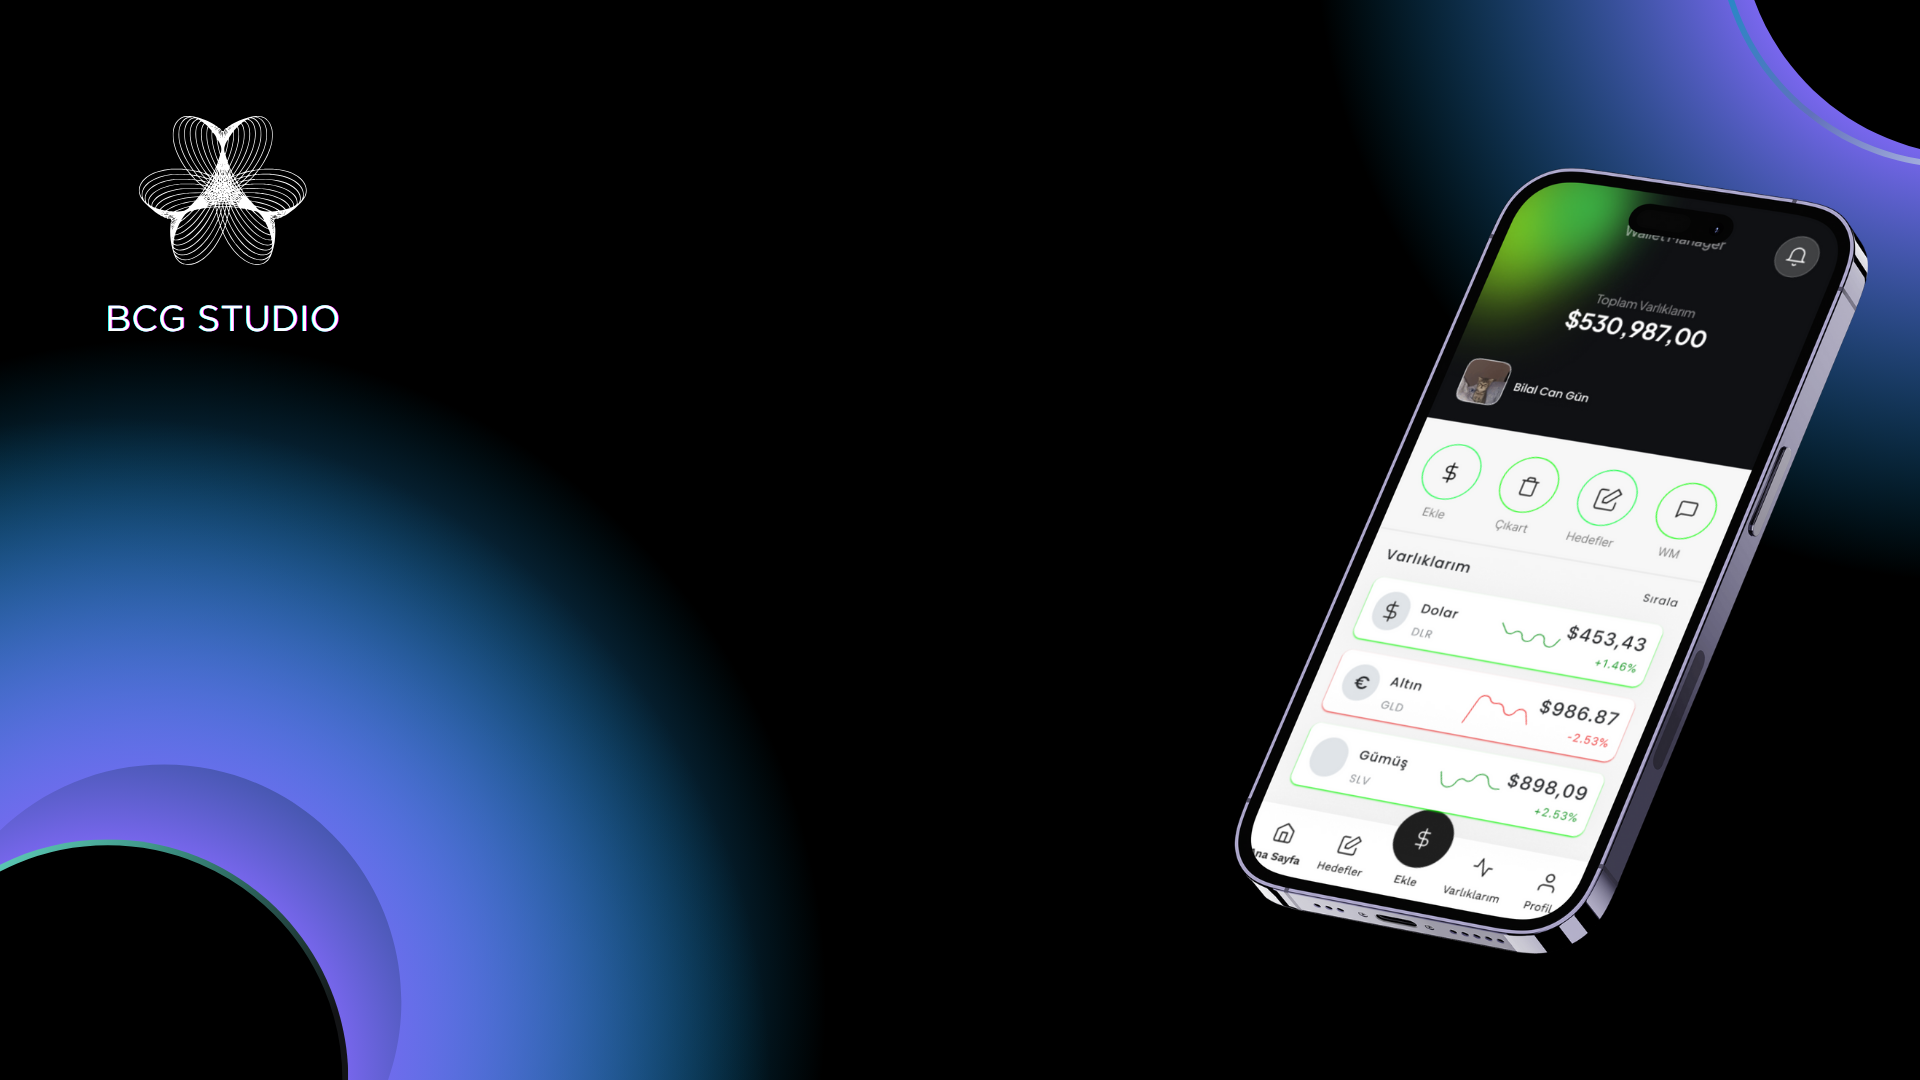 BCG STUDIO
Wallet Manager
Toplam Varlıklarım
$530,987,00
Bilal Can Gün
Ekle
Çıkart
Hedefler
WM
Varlıklarım
Sırala
Dolar
DLR
$453,43
+1.46%
€
Altın
GLD
$986.87
-2.53%
Gümüş
SLV
$898,09
+2.53%
Ana Sayfa
Hedefler
Ekle
Varlıklarım
Profil